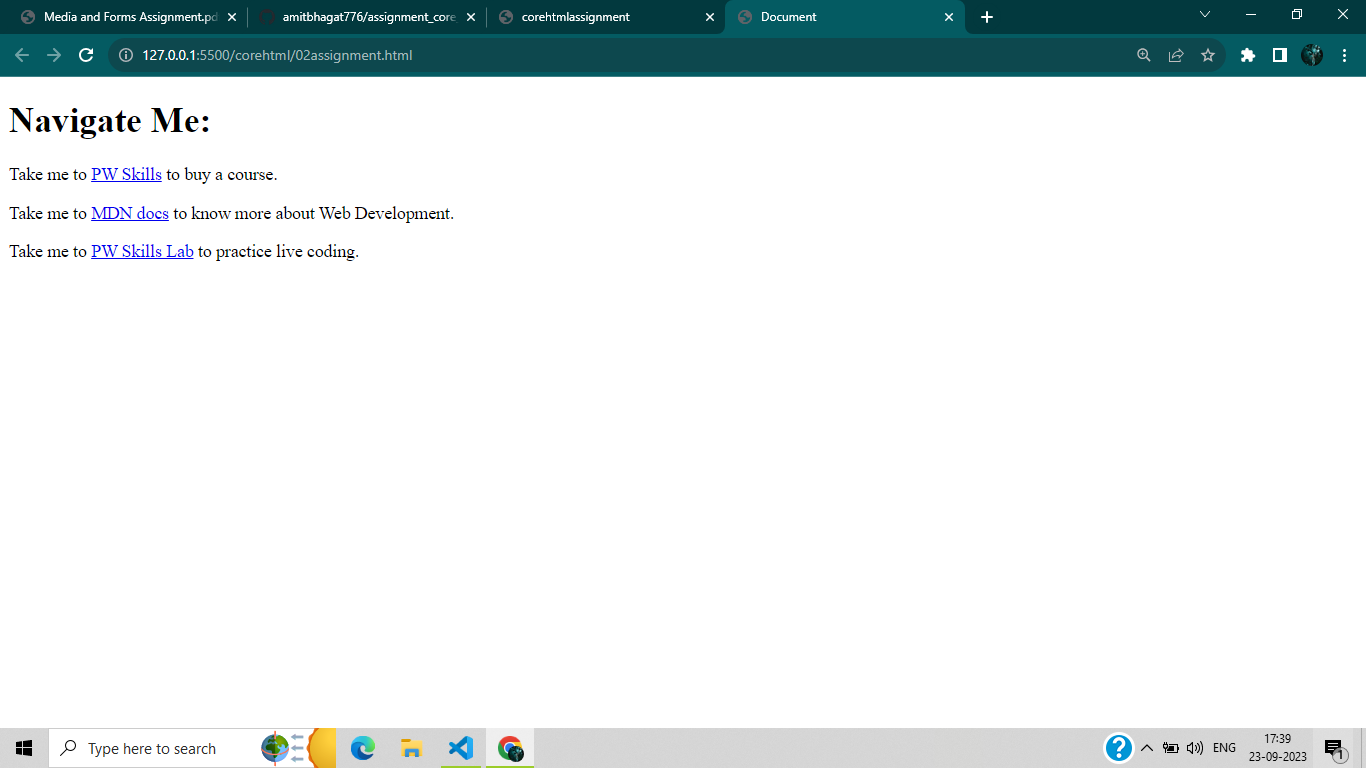 Media and Forms Assignment.pd
amitbhagat776/assignment_core
corehtmlassignment
Document
127.0.0.1:5500/corehtml/02assignment.html
Navigate Me:
Take me to PW Skills to buy a course.
Take me to MDN docs to know more about Web Development.
Take me to PW Skills Lab to practice live coding.
Type here to search
ENG
17:39
23-09-2023
1